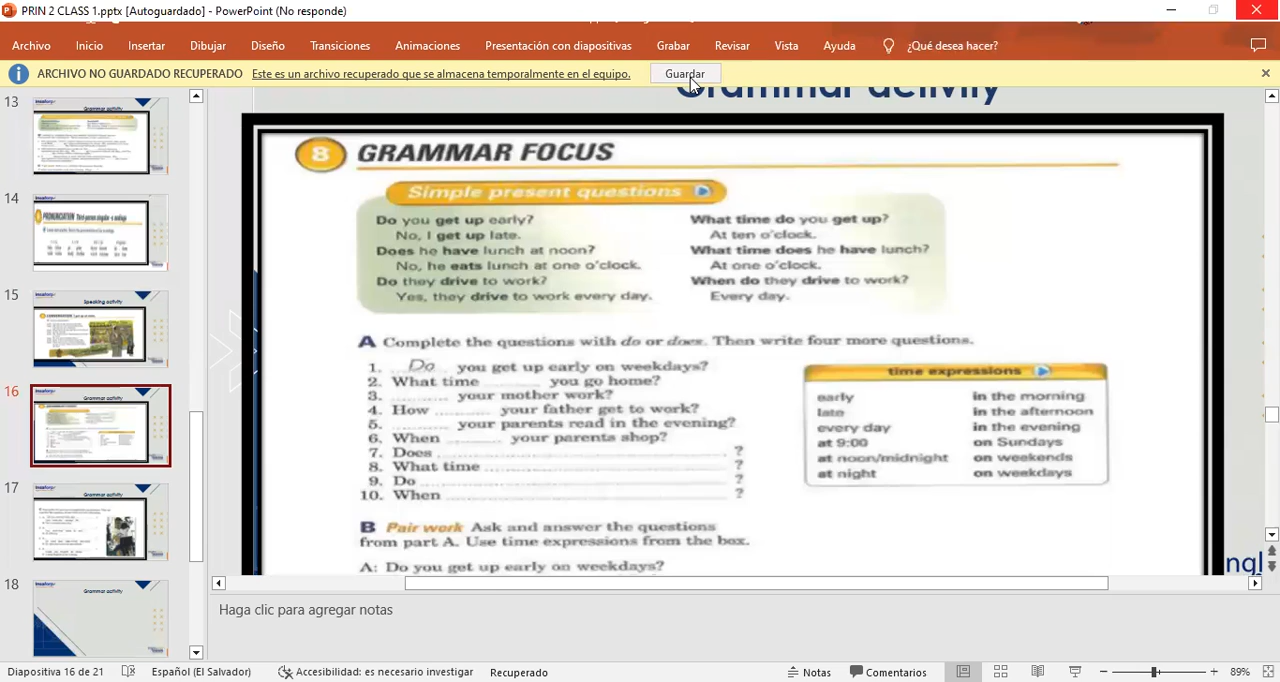 PRIN 2 CLASS 1.pptx [Autoguardado] - PowerPoint (No responde)
Archivo Inicio Insertar Dibujar Diseño Transiciones Animaciones Presentación con diapositivas Grabar Revisar Vista Ayuda ¿Qué desea hacer?
ARCHIVO NO GUARDADO RECUPERADO Este es un archivo recuperado que se almacena temporalmente en el equipo. Guardar
13
14
Speaking activity
15
16
Grammar activity
17
Grammar activity
18
Grammar activity
Grammar activity
8 GRAMMAR FOCUS
Simple present questions
Do you get up early? What time do you get up?
No, I get up late. At ten o'clock.
Does he have lunch at noon? What time does he have lunch?
No, he eats lunch at one o'clock. At one o'clock.
Do they drive to work? When do they drive to work?
Yes, they drive to work every day. Every day.
A Complete the questions with do or does. Then write four more questions.
1. Do you get up early on weekdays?
2. What time ........ you go home?
3. ........ your mother work?
4. How ........ your father get to work?
5. ........ your parents read in the evening?
6. When ........ your parents shop?
7. Does ........ ?
8. What time ........ ?
9. Do ........ ?
10. When ........ ?
time expressions
early in the morning
late in the afternoon
every day in the evening
at 9:00 on Sundays
at noon/midnight on weekends
at night on weekdays
B Pair work Ask and answer the questions
from part A. Use time expressions from the box.
A: Do you get up early on weekdays?
Haga clic para agregar notas
Diapositiva 16 de 21 Español (El Salvador) Accesibilidad: es necesario investigar Recuperado Notas Comentarios 89%